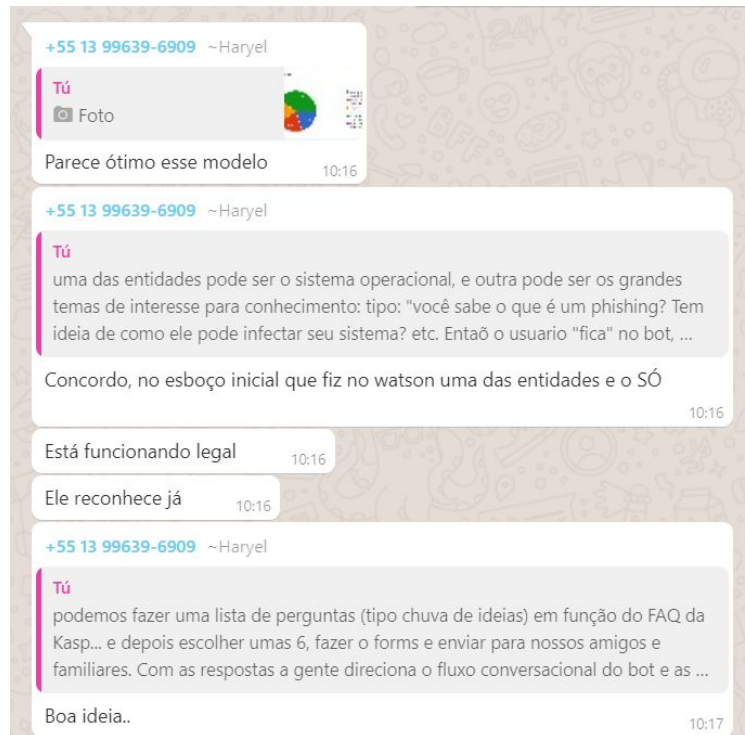 +55 13 99639-6909 ~Haryel
Tú
Foto
Parece ótimo esse modelo
10:16
+55 13 99639-6909 ~Haryel
Tú
uma das entidades pode ser o sistema operacional, e outra pode ser os grandes
temas de interesse para conhecimento: tipo: "você sabe o que é um phishing? Tem
ideia de como ele pode infectar seu sistema? etc. Entaõ o usuario "fica" no bot, ...
Concordo, no esboço inicial que fiz no watson uma das entidades e o SÓ
10:16
Está funcionando legal
10:16
Ele reconhece já
10:16
+55 13 99639-6909 ~Haryel
Tú
podemos fazer uma lista de perguntas (tipo chuva de ideias) em função do FAQ da
Kasp... e depois escolher umas 6, fazer o forms e enviar para nossos amigos e
familiares. Com as respostas a gente direciona o fluxo conversacional do bot e as ...
Boa ideia..
10:17